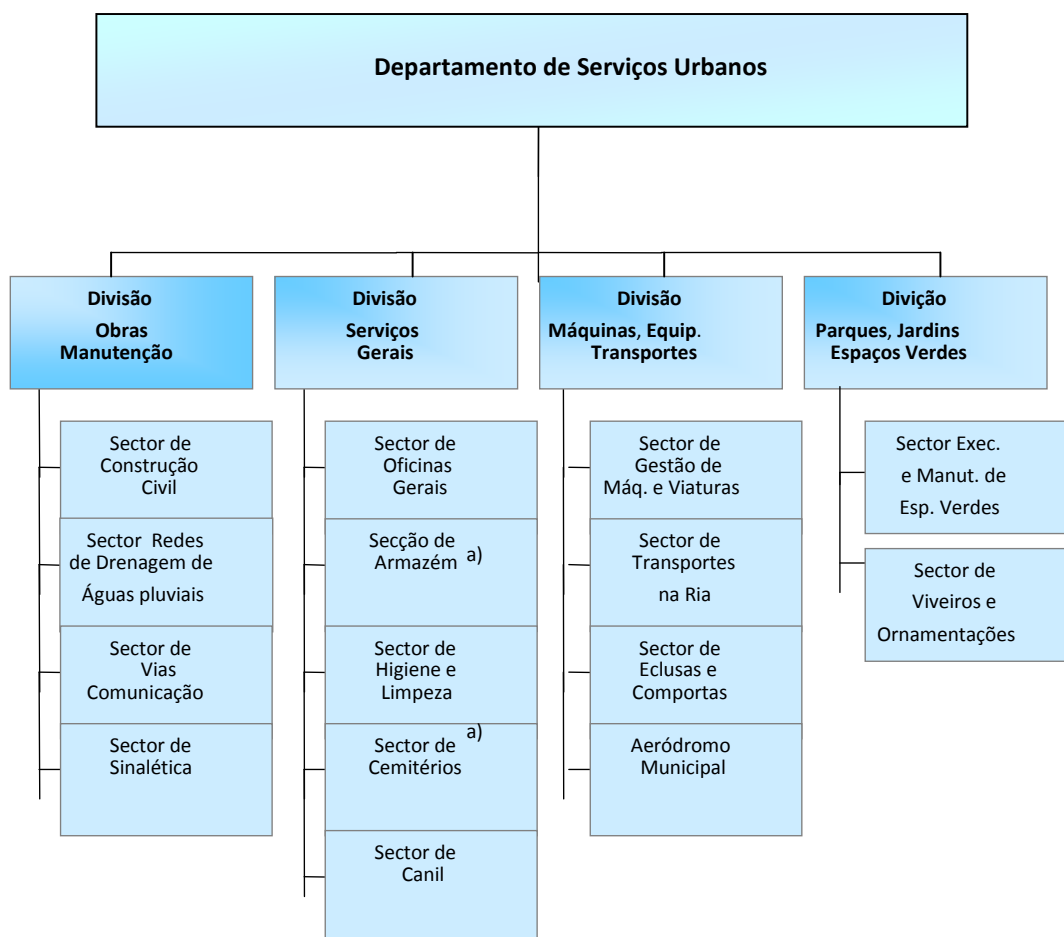 Departamento de Serviços Urbanos
Divisão
Obras
Manutenção
Sector de
Construção
Civil
Sector Redes
de Drenagem de
Águas pluviais
Sector de
Vias
Comunicação
Sector de
Sinalética
Divisão
Serviços
Gerais
Sector de
Oficinas
Gerais
Secção de
Armazém a)
Sector de
Higiene e
Limpeza
Sector de a)
Cemitérios
Sector de
Canil
Divisão
Máquinas, Equip.
Transportes
Sector de
Gestão de
Máq. e Viaturas
Sector de
Transportes
na Ria
Sector de
Eclusas e
Comportas
Aeródromo
Municipal
Divição
Parques, Jardins
Espaços Verdes
Sector Exec.
e Manut. de
Esp. Verdes
Sector de
Viveiros e
Ornamentações